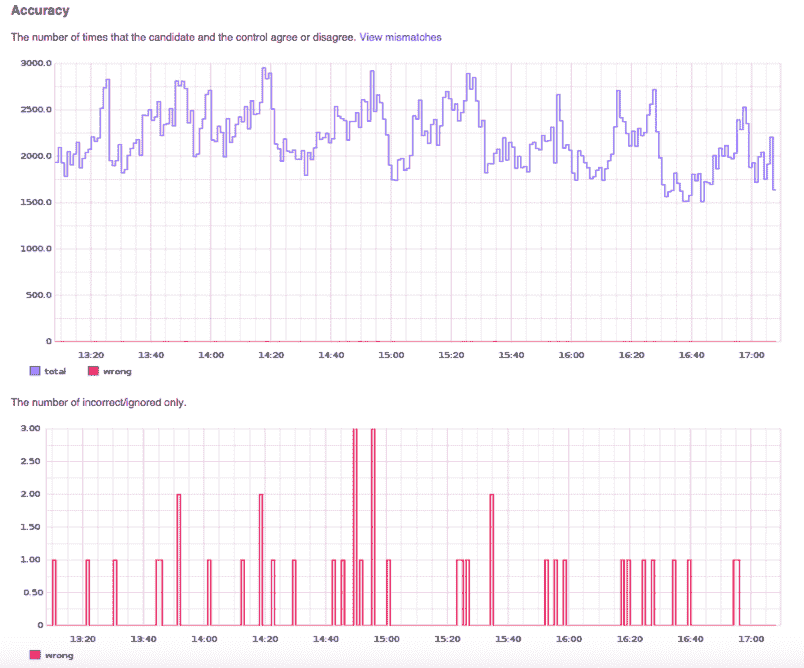 Accuracy
The number of times that the candidate and the control agree or disagree. View mismatches
3000.0
2500.0
2000.0
1500.0
1000.0
500.0
0
13:20 13:40 14:00 14:20 14:40 15:00 15:20 15:40 16:00 16:20 16:40 17:00
total wrong
The number of incorrect/ignored only.
3.00
2.50
2.00
1.50
1.00
0.50
0
13:20 13:40 14:00 14:20 14:40 15:00 15:20 15:40 16:00 16:20 16:40 17:00
wrong